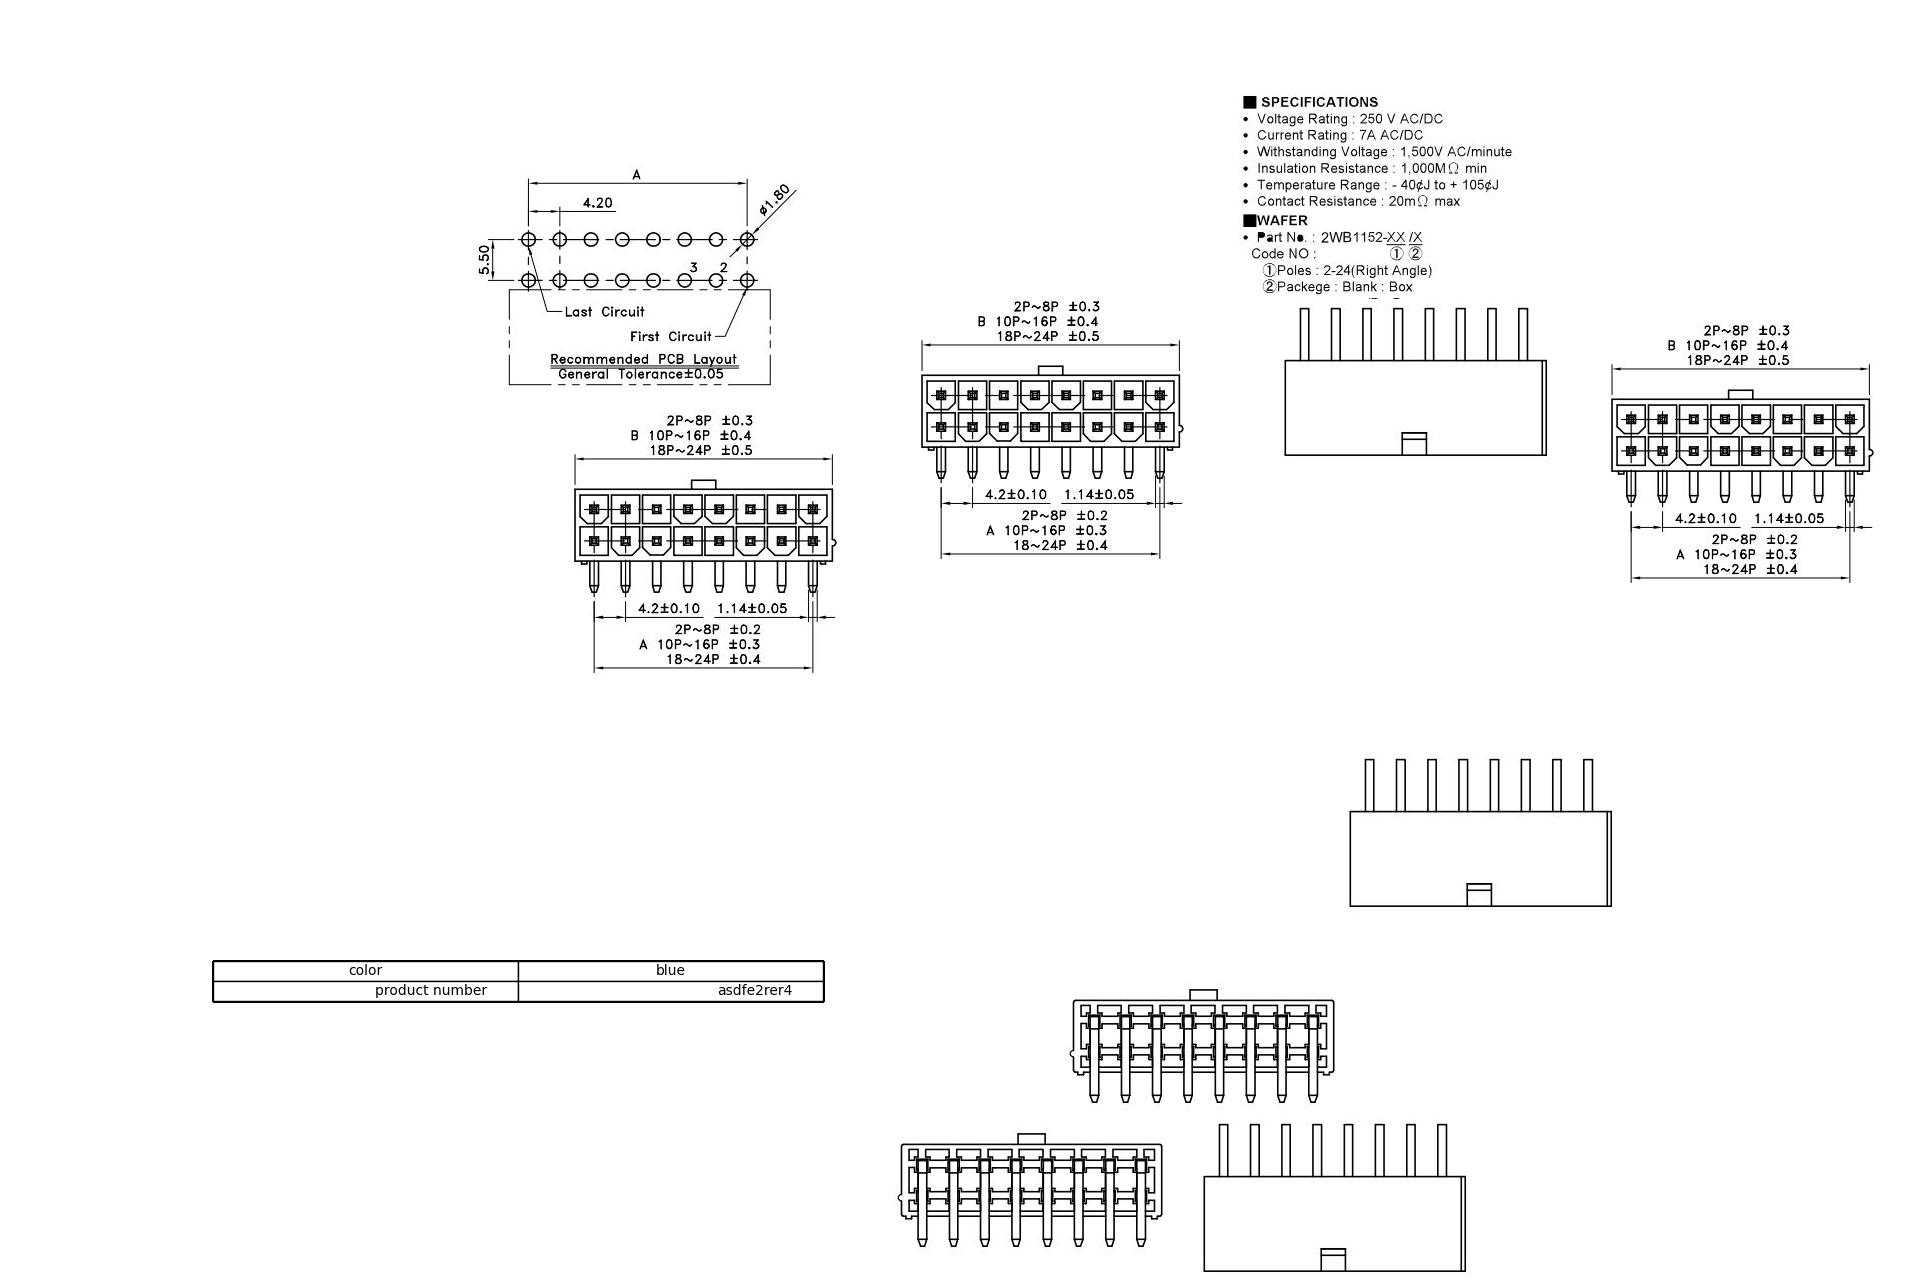 ■ SPECIFICATIONS
• Voltage Rating : 250 V AC/DC
• Current Rating : 7A AC/DC
• Withstanding Voltage : 1,500V AC/minute
• Insulation Resistance : 1,000MΩ min
• Temperature Range : - 40¢J to + 105¢J
• Contact Resistance : 20mΩ max
■WAFER
• Part No. : 2WB1152-XX /X
Code NO : ① ②
①Poles : 2-24(Right Angle)
②Packege : Blank : Box
A
4.20
ø1.80
5.50
3 2
Last Circuit
First Circuit
Recommended PCB Layout
General Tolerance±0.05
2P~8P ±0.3
B 10P~16P ±0.4
18P~24P ±0.5
4.2±0.10 1.14±0.05
2P~8P ±0.2
A 10P~16P ±0.3
18~24P ±0.4
2P~8P ±0.3
B 10P~16P ±0.4
18P~24P ±0.5
4.2±0.10 1.14±0.05
2P~8P ±0.2
A 10P~16P ±0.3
18~24P ±0.4
2P~8P ±0.3
B 10P~16P ±0.4
18P~24P ±0.5
4.2±0.10 1.14±0.05
2P~8P ±0.2
A 10P~16P ±0.3
18~24P ±0.4
color blue
product number asdfe2rer4